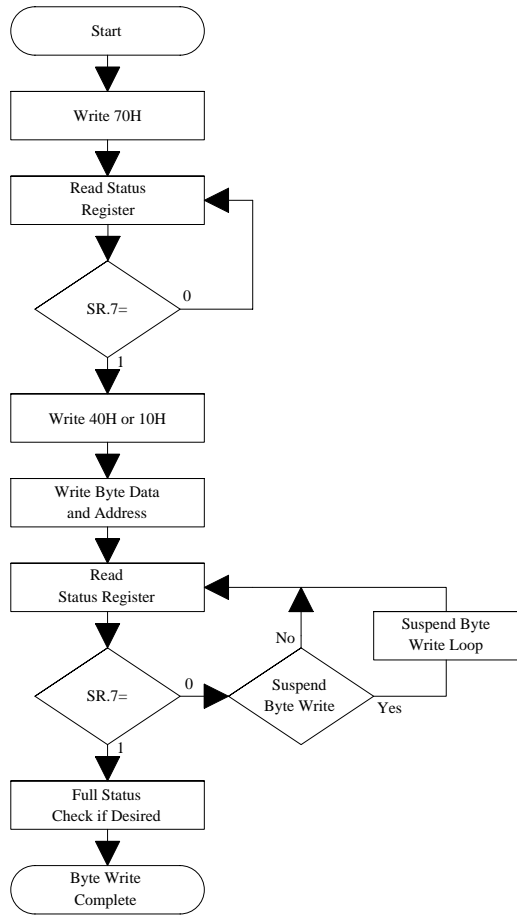 Start
Write 70H
Read Status
Register
SR.7=
0
1
Write 40H or 10H
Write Byte Data
and Address
Read
Status Register
SR.7=
0
1
No
Suspend
Byte Write
Yes
Suspend Byte
Write Loop
Full Status
Check if Desired
Byte Write
Complete